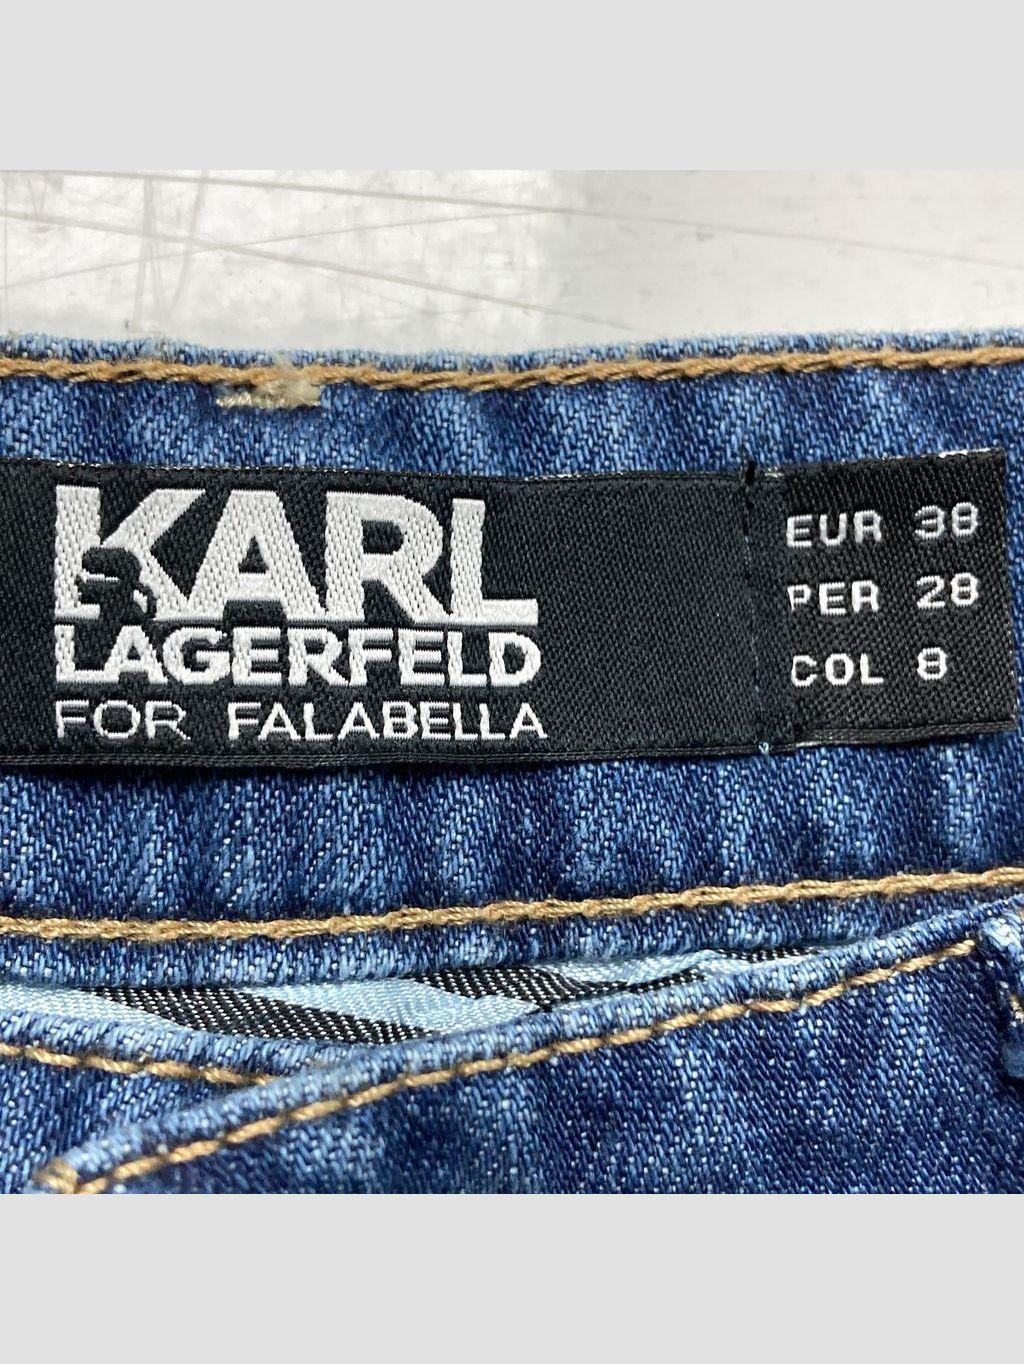 KARL
LAGERFELD
FOR FALABELLA
EUR 38
PER 28
COL 8